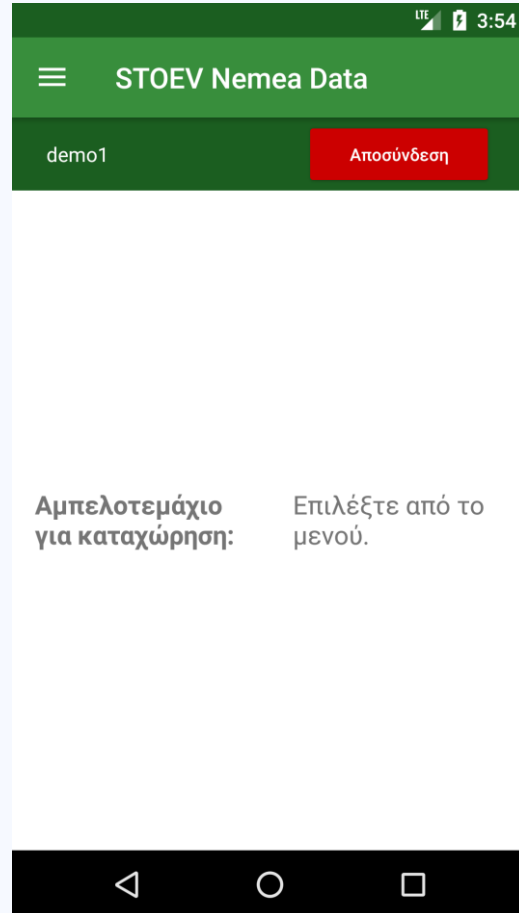 LTE 3:54
STOEV Nemea Data
demo1 Αποσύνδεση
Αμπελοτεμάχιο Επιλέξτε από το
για καταχώρηση: μενού.